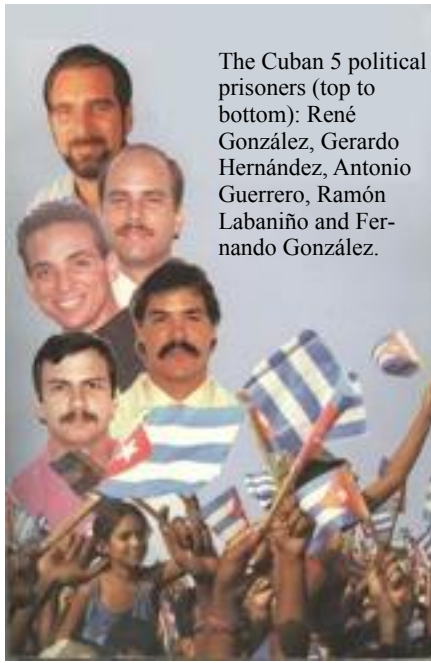 The Cuban 5 political
prisoners (top to
bottom): René
González, Gerardo
Hernández, Antonio
Guerrero, Ramón
Labaniño and Fer-
nando González.